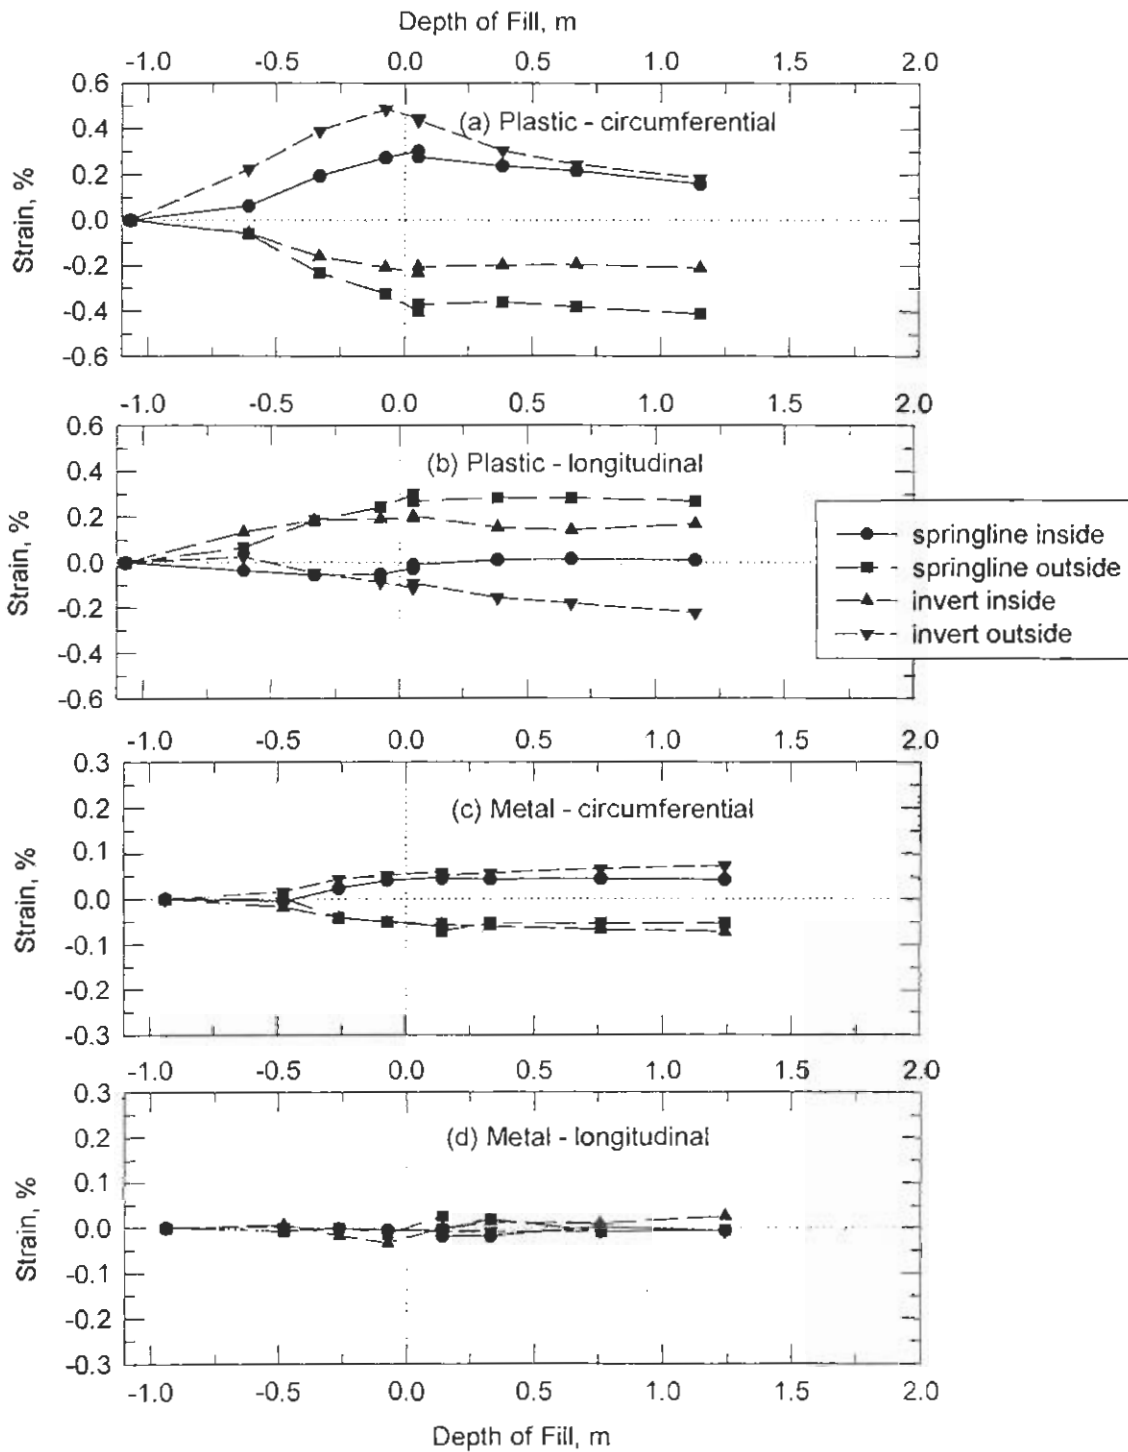 Depth of Fill, m
-1.0 -0.5 0.0 0.5 1.0 1.5 2.0
0.6
(a) Plastic - circumferential
0.4
0.2
0.0
-0.2
-0.4
-0.6
Strain, %
-1.0 -0.5 0.0 0.5 1.0 1.5 2.0
0.6
(b) Plastic - longitudinal
0.4
0.2
0.0
-0.2
-0.4
-0.6
Strain, %
springline inside
springline outside
invert inside
invert outside
-1.0 -0.5 0.0 0.5 1.0 1.5 2.0
0.3
(c) Metal - circumferential
0.2
0.1
0.0
-0.1
-0.2
-0.3
Strain, %
-1.0 -0.5 0.0 0.5 1.0 1.5 2.0
0.3
(d) Metal - longitudinal
0.2
0.1
0.0
-0.1
-0.2
-0.3
Strain, %
-1.0 -0.5 0.0 0.5 1.0 1.5 2.0
Depth of Fill, m